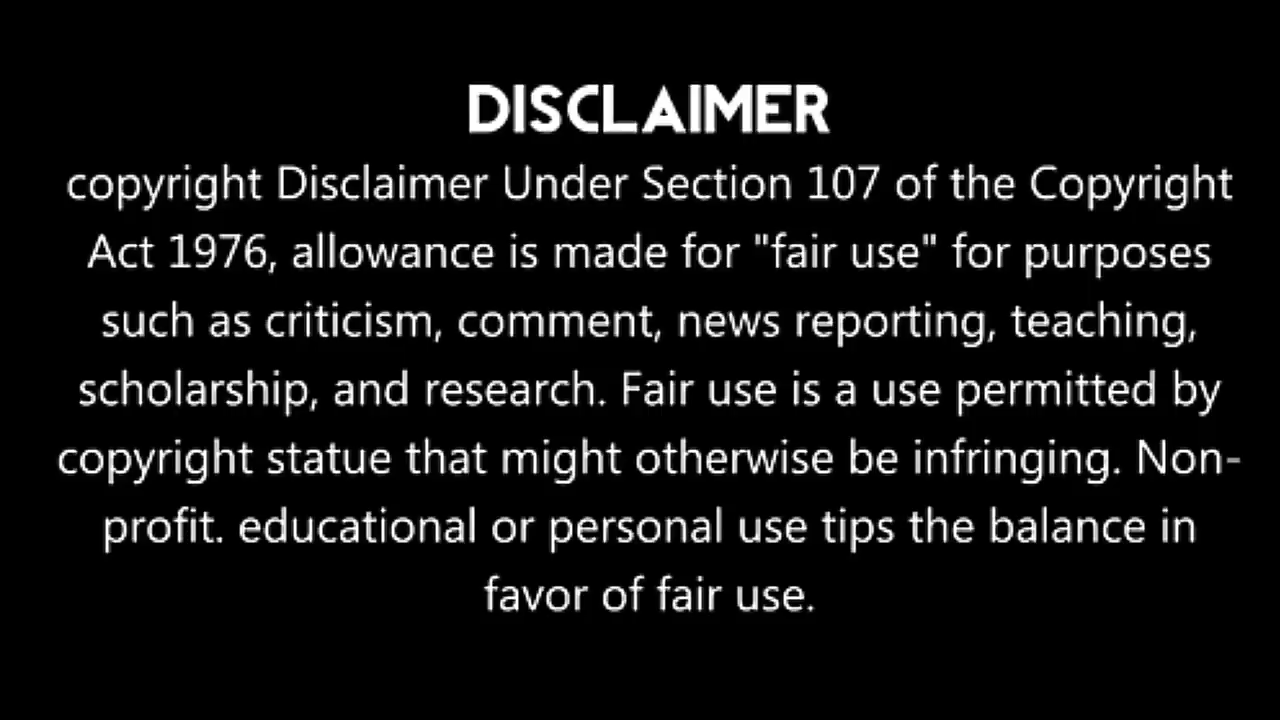 DISCLAIMER
copyright Disclaimer Under Section 107 of the Copyright
Act 1976, allowance is made for "fair use" for purposes
such as criticism, comment, news reporting, teaching,
scholarship, and research. Fair use is a use permitted by
copyright statue that might otherwise be infringing. Non-
profit. educational or personal use tips the balance in
favor of fair use.